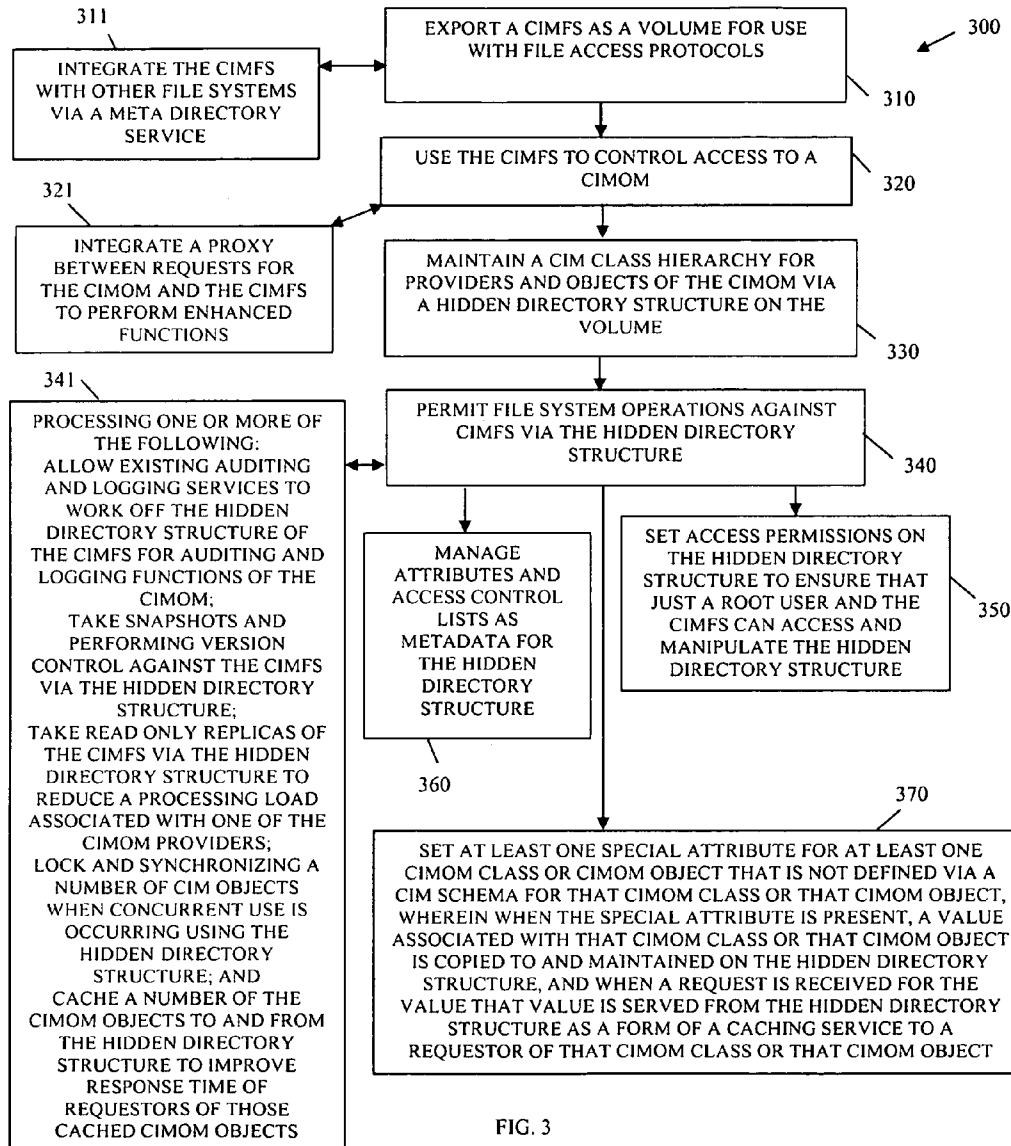 311
EXPORT A CIMFS AS A VOLUME FOR USE
WITH FILE ACCESS PROTOCOLS
300
310
INTEGRATE THE CIMFS
WITH OTHER FILE SYSTEMS
VIA A META DIRECTORY
SERVICE
USE THE CIMFS TO CONTROL ACCESS TO A
CIMOM
320
321
INTEGRATE A PROXY
BETWEEN REQUESTS FOR
THE CIMOM AND THE CIMFS
TO PERFORM ENHANCED
FUNCTIONS
MAINTAIN A CIM CLASS HIERARCHY FOR
PROVIDERS AND OBJECTS OF THE CIMOM VIA
A HIDDEN DIRECTORY STRUCTURE ON THE
VOLUME
330
341
PROCESSING ONE OR MORE OF
THE FOLLOWING:
ALLOW EXISTING AUDITING
AND LOGGING SERVICES TO
WORK OFF THE HIDDEN
DIRECTORY STRUCTURE OF
THE CIMFS FOR AUDITING AND
LOGGING FUNCTIONS OF THE
CIMOM;
TAKE SNAPSHOTS AND
PERFORMING VERSION
CONTROL AGAINST THE CIMFS
VIA THE HIDDEN DIRECTORY
STRUCTURE;
TAKE READ ONLY REPLICAS OF
THE CIMFS VIA THE HIDDEN
DIRECTORY STRUCTURE TO
REDUCE A PROCESSING LOAD
ASSOCIATED WITH ONE OF THE
CIMOM PROVIDERS;
LOCK AND SYNCHRONIZING A
NUMBER OF CIM OBJECTS
WHEN CONCURRENT USE IS
OCCURRING USING THE
HIDDEN DIRECTORY
STRUCTURE; AND
CACHE A NUMBER OF THE
CIMOM OBJECTS TO AND FROM
THE HIDDEN DIRECTORY
STRUCTURE TO IMPROVE
RESPONSE TIME OF
REQUESTORS OF THOSE
CACHED CIMOM OBJECTS
PERMIT FILE SYSTEM OPERATIONS AGAINST
CIMFS VIA THE HIDDEN DIRECTORY
STRUCTURE
340
MANAGE
ATTRIBUTES AND
ACCESS CONTROL
LISTS AS
METADATA FOR
THE HIDDEN
DIRECTORY
STRUCTURE
360
SET ACCESS PERMISSIONS ON
THE HIDDEN DIRECTORY
STRUCTURE TO ENSURE THAT
JUST A ROOT USER AND THE
CIMFS CAN ACCESS AND
MANIPULATE THE HIDDEN
DIRECTORY STRUCTURE
350
370
SET AT LEAST ONE SPECIAL ATTRIBUTE FOR AT LEAST ONE
CIMOM CLASS OR CIMOM OBJECT THAT IS NOT DEFINED VIA A
CIM SCHEMA FOR THAT CIMOM CLASS OR THAT CIMOM OBJECT,
WHEREIN WHEN THE SPECIAL ATTRIBUTE IS PRESENT, A VALUE
ASSOCIATED WITH THAT CIMOM CLASS OR THAT CIMOM OBJECT
IS COPIED TO AND MAINTAINED ON THE HIDDEN DIRECTORY
STRUCTURE, AND WHEN A REQUEST IS RECEIVED FOR THE
VALUE THAT VALUE IS SERVED FROM THE HIDDEN DIRECTORY
STRUCTURE AS A FORM OF A CACHING SERVICE TO A
REQUESTOR OF THAT CIMOM CLASS OR THAT CIMOM OBJECT
FIG. 3